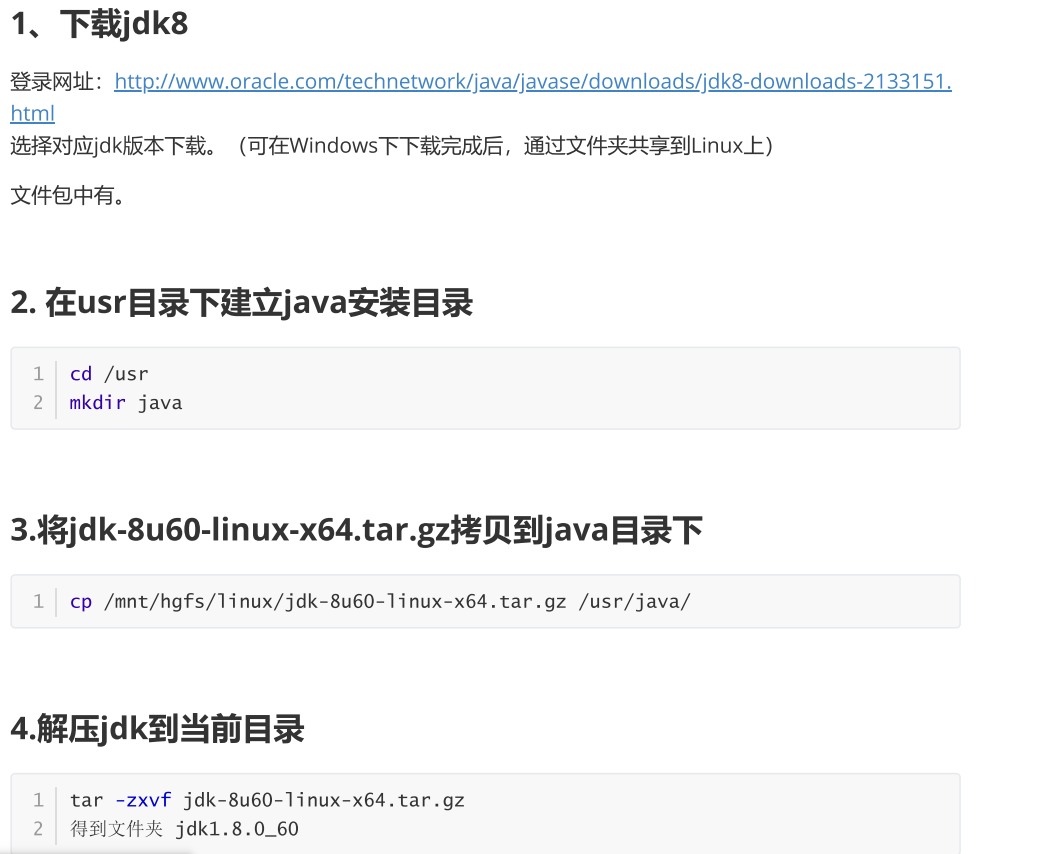 1、下载jdk8
登录网址：http://www.oracle.com/technetwork/java/javase/downloads/jdk8-downloads-2133151.
html
选择对应jdk版本下载。（可在Windows下下载完成后，通过文件夹共享到Linux上）
文件包中有。
2. 在usr目录下建立java安装目录
1 cd /usr
2 mkdir java
3.将jdk-8u60-linux-x64.tar.gz拷贝到java目录下
1 cp /mnt/hgfs/linux/jdk-8u60-linux-x64.tar.gz /usr/java/
4.解压jdk到当前目录
1 tar -zxvf jdk-8u60-linux-x64.tar.gz
2 得到文件夹 jdk1.8.0_60